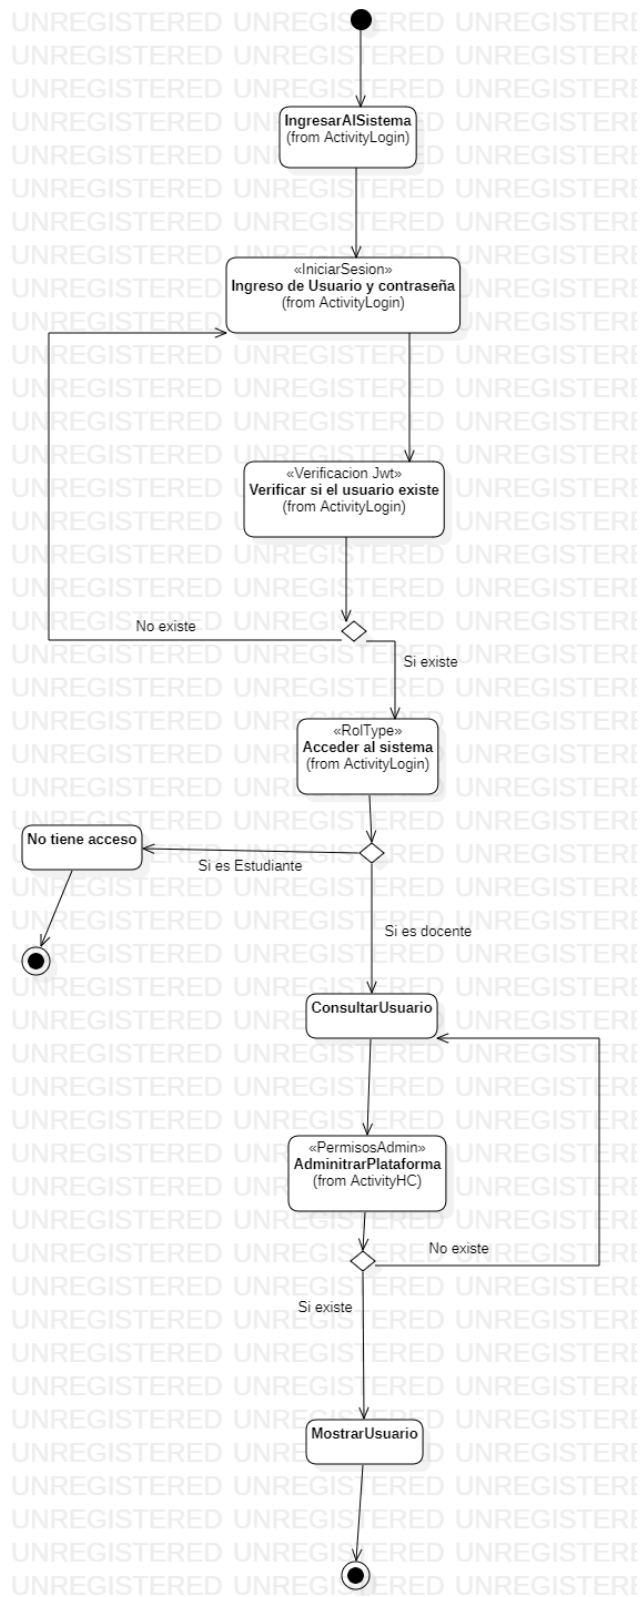 IngresarAlSistema
(from ActivityLogin)
«IniciarSesion»
Ingreso de Usuario y contraseña
(from ActivityLogin)
«Verificacion Jwt»
Verificar si el usuario existe
(from ActivityLogin)
No existe
Si existe
«RolType»
Acceder al sistema
(from ActivityLogin)
No tiene acceso
Si es Estudiante
Si es docente
ConsultarUsuario
«PermisosAdmin»
AdminitrarPlataforma
(from ActivityHC)
No existe
Si existe
MostrarUsuario
UNREGISTERED